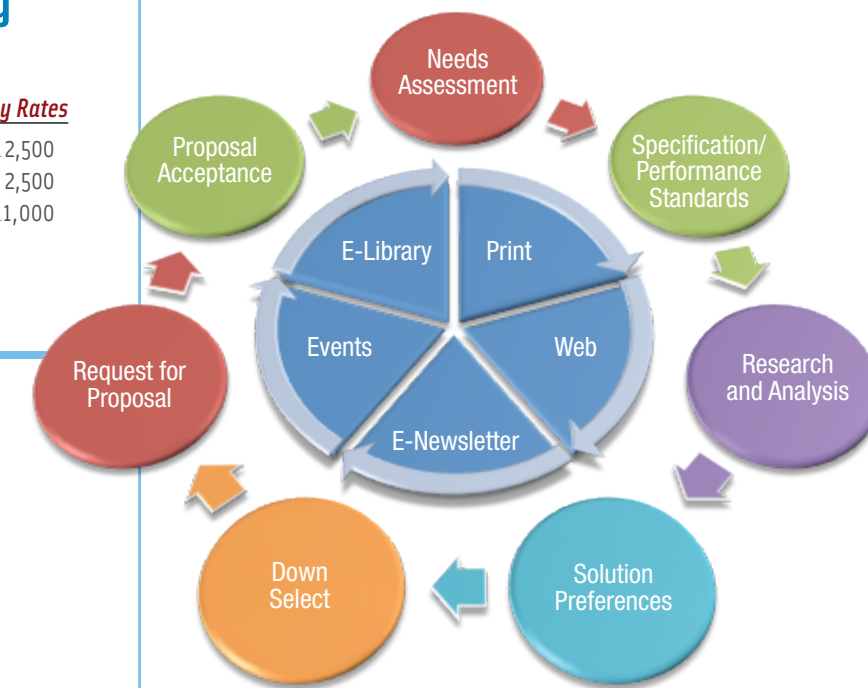 y Rates
2,500
2,500
1,000
Needs
Assessment
Specification/
Performance
Standards
Research
and Analysis
Solution
Preferences
Down
Select
Request for
Proposal
Proposal
Acceptance
Print
Web
E-Newsletter
Events
E-Library